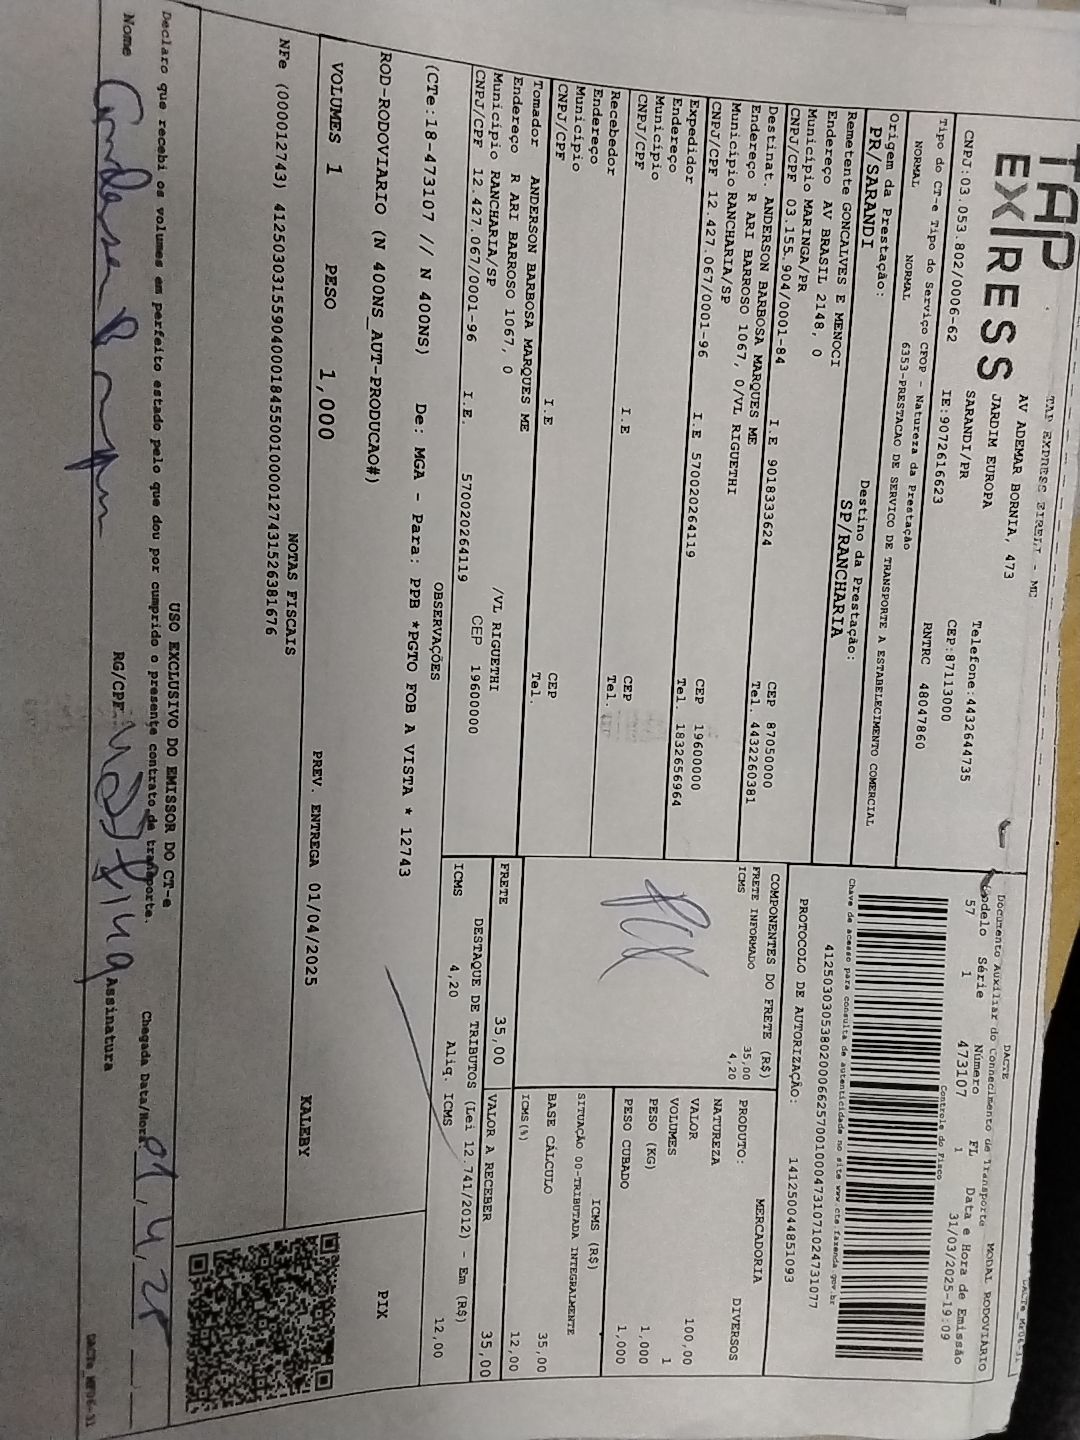 TAP EXPRESS
TAP EXPRESS EIRELI - ME
AV ADEMAR BORNIA, 473
JARDIM EUROPA
SARANDI/PR
CNPJ:03.053.802/0006-62
IE:9072616623
Telefone:4432644735
CEP:87113000
RNTRC 48047860
Tipo do CT-e Tipo do Serviço CFOP - Natureza da Prestação
NORMAL NORMAL 6353-PRESTACAO DE SERVICO DE TRANSPORTE A ESTABELECIMENTO COMERCIAL
Origem da Prestação: Destino da Prestação:
PR/SARANDI SP/RANCHARIA
Remetente GONCALVES E MENOCI
Endereço AV BRASIL 2148, 0
Município MARINGA/PR CEP 87050000
CNPJ/CPF 03.155.904/0001-84 I.E 9018333624 Tel. 4432260381
Destinat. ANDERSON BARBOSA MARQUES ME
Endereço R ARI BARROSO 1067, 0/VL RIGUETHI
Município RANCHARIA/SP CEP 19600000
CNPJ/CPF 12.427.067/0001-96 I.E 570020264119 Tel. 1832656964
Expedidor
Endereço
Município CEP
CNPJ/CPF I.E Tel.
Recebedor
Endereço
Município CEP
CNPJ/CPF I.E Tel.
Tomador ANDERSON BARBOSA MARQUES ME
Endereço R ARI BARROSO 1067, 0 /VL RIGUETHI
Município RANCHARIA/SP CEP 19600000
CNPJ/CPF 12.427.067/0001-96 I.E. 570020264119
DACTE
Documento Auxiliar do Conhecimento de Transporte MODAL RODOVIÁRIO
Modelo Série Número FL Data e Hora de Emissão
57 1 473107 1 31/03/2025-19:09
Controle do Fisco
Chave de acesso para consulta de autenticidade no site www.cte.fazenda.gov.br
41250303053802000662570010004731071024731077
PROTOCOLO DE AUTORIZAÇÃO: 141250044851093
COMPONENTES DO FRETE (R$)
FRETE INFORMADO 35,00
ICMS 4,20
FRETE 35,00
MERCADORIA
PRODUTO: DIVERSOS
NATUREZA
VALOR 100,00
VOLUMES 1
PESO (KG) 1,000
PESO CUBADO 1,000
ICMS (R$)
SITUAÇÃO 00-TRIBUTADA INTEGRALMENTE
BASE CÁLCULO 35,00
ICMS(%) 12,00
VALOR A RECEBER 35,00
DESTAQUE DE TRIBUTOS (Lei 12.741/2012) - Em (R$)
ICMS 4,20 Aliq. ICMS 12,00
OBSERVAÇÕES
(CTe:18-473107 // N 400NS) De: MGA - Para: PPB *PGTO FOB A VISTA * 12743
ROD-RODOVIARIO (N 400NS_AUT-PRODUCAO#)
PIX
VOLUMES 1 PESO 1,000 PREV. ENTREGA 01/04/2025 KALEBY
NOTAS FISCAIS
NFe (000012743) 41250303155904000184550010000127431526381676
USO EXCLUSIVO DO EMISSOR DO CT-e
Declaro que recebi os volumes em perfeito estado pelo que dou por cumprido o presente contrato de transporte.
Chegada Data/Hora
Nome RG/CPF Assinatura